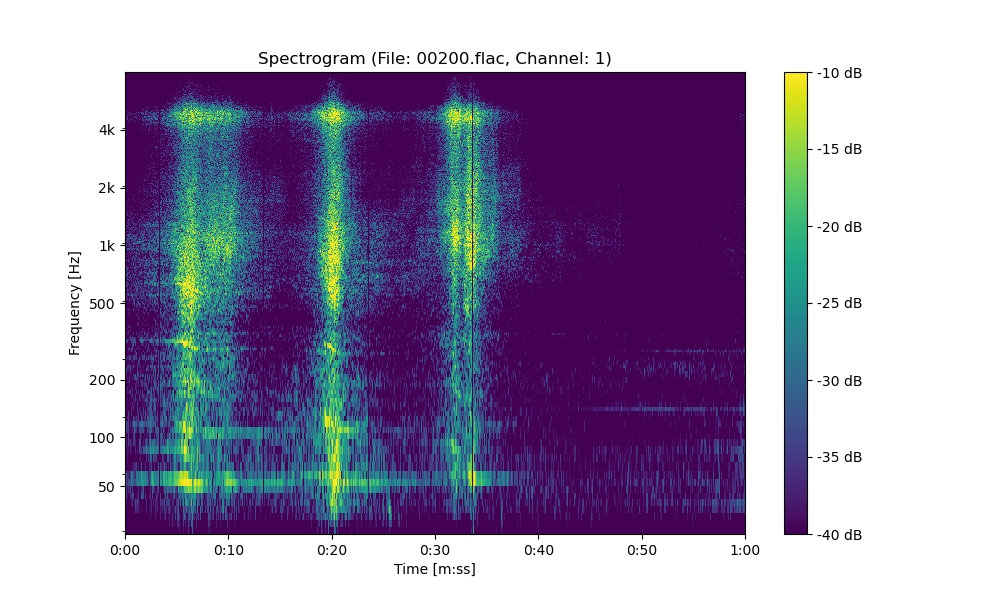 Spectrogram (File: 00200.flac, Channel: 1)
-10 dB
-15 dB
-20 dB
-25 dB
-30 dB
-35 dB
-40 dB
Frequency [Hz]
4k
2k
1k
500
200
100
50
0:00 0:10 0:20 0:30 0:40 0:50 1:00
Time [m:ss]